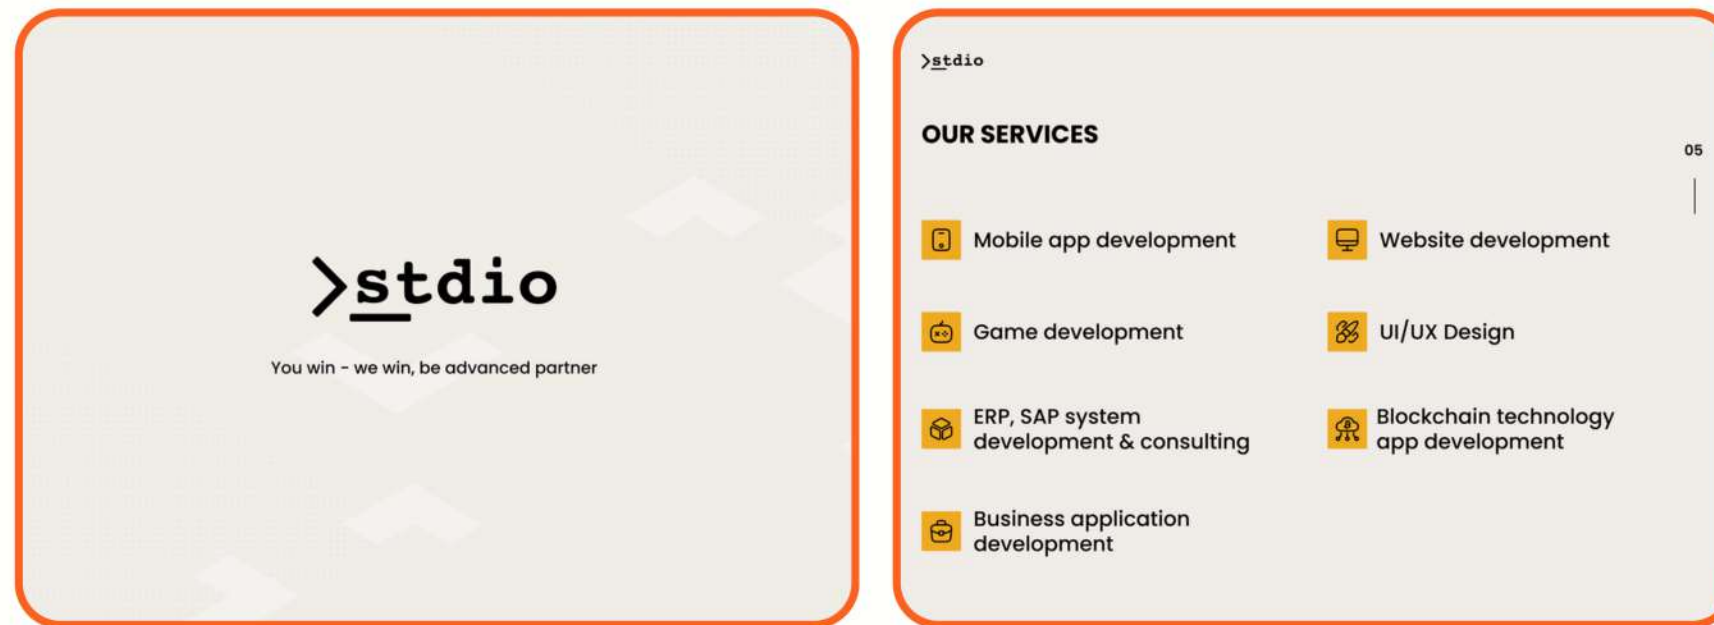 >stdio
You win - we win, be advanced partner
>stdio
OUR SERVICES
05
Mobile app development
Website development
Game development
UI/UX Design
ERP, SAP system
development & consulting
Blockchain technology
app development
Business application
development